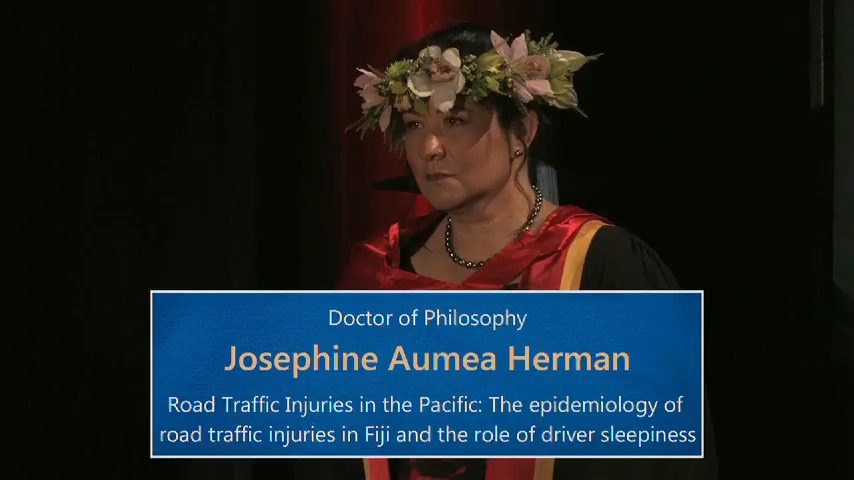 Doctor of Philosophy
Josephine Aumea Herman
Road Traffic Injuries in the Pacific: The epidemiology of
road traffic injuries in Fiji and the role of driver sleepiness